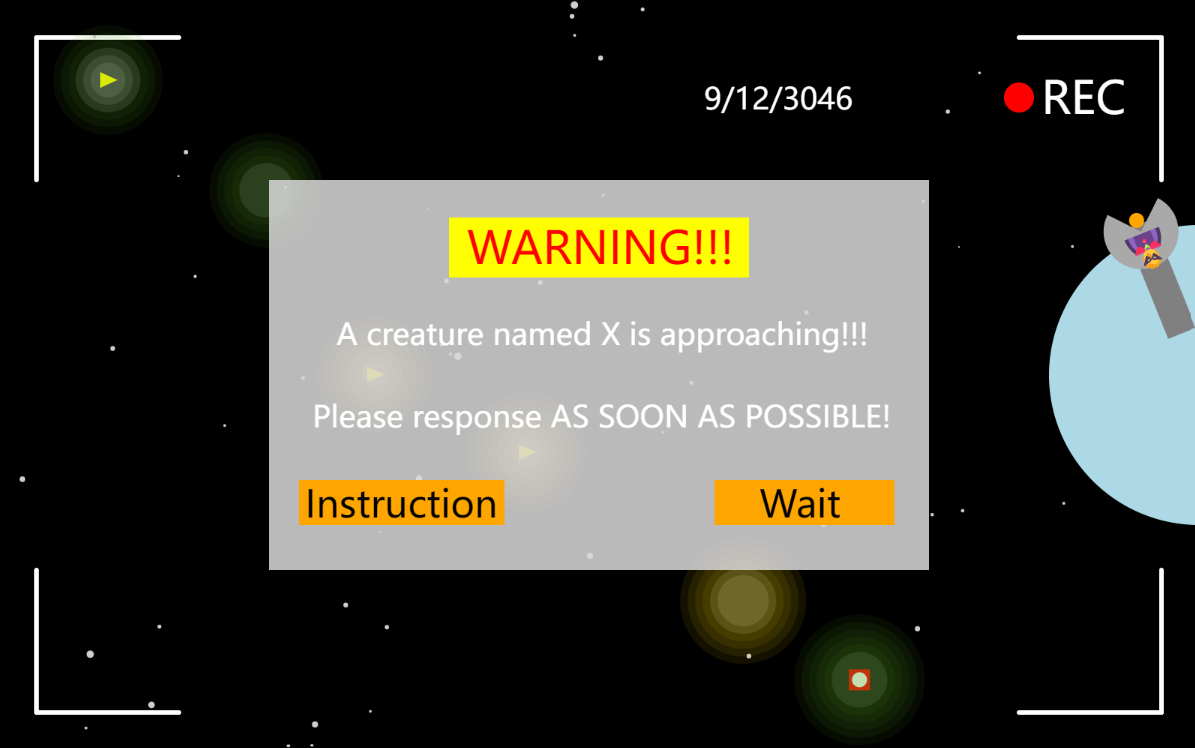 9/12/3046
REC
WARNING!!!
A creature named X is approaching!!!
Please response AS SOON AS POSSIBLE!
Instruction
Wait